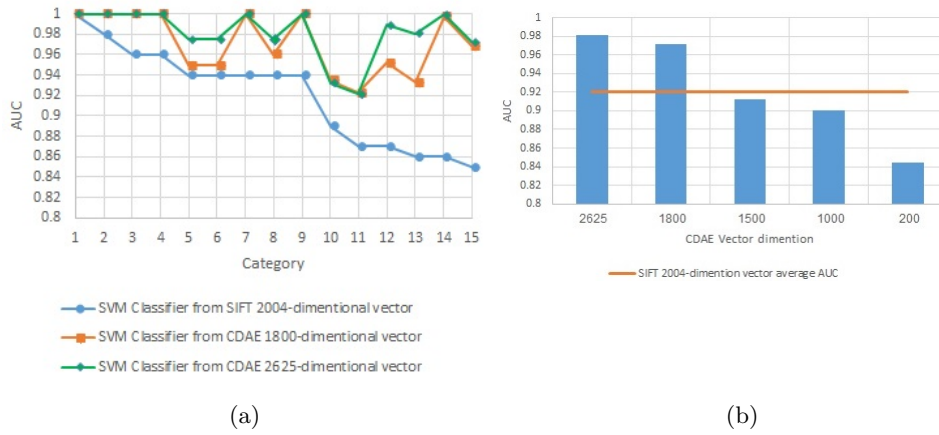 1
0.98
0.96
0.94
0.92
0.9
0.88
0.86
0.84
0.82
0.8
AUC
1 2 3 4 5 6 7 8 9 10 11 12 13 14 15
Category
SVM Classifier from SIFT 2004-dimentional vector
SVM Classifier from CDAE 1800-dimentional vector
SVM Classifier from CDAE 2625-dimentional vector
(a)
1
0.98
0.96
0.94
0.92
0.9
0.88
0.86
0.84
0.82
0.8
AUC
2625 1800 1500 1000 200
CDAE Vector dimention
SIFT 2004-dimention vector average AUC
(b)